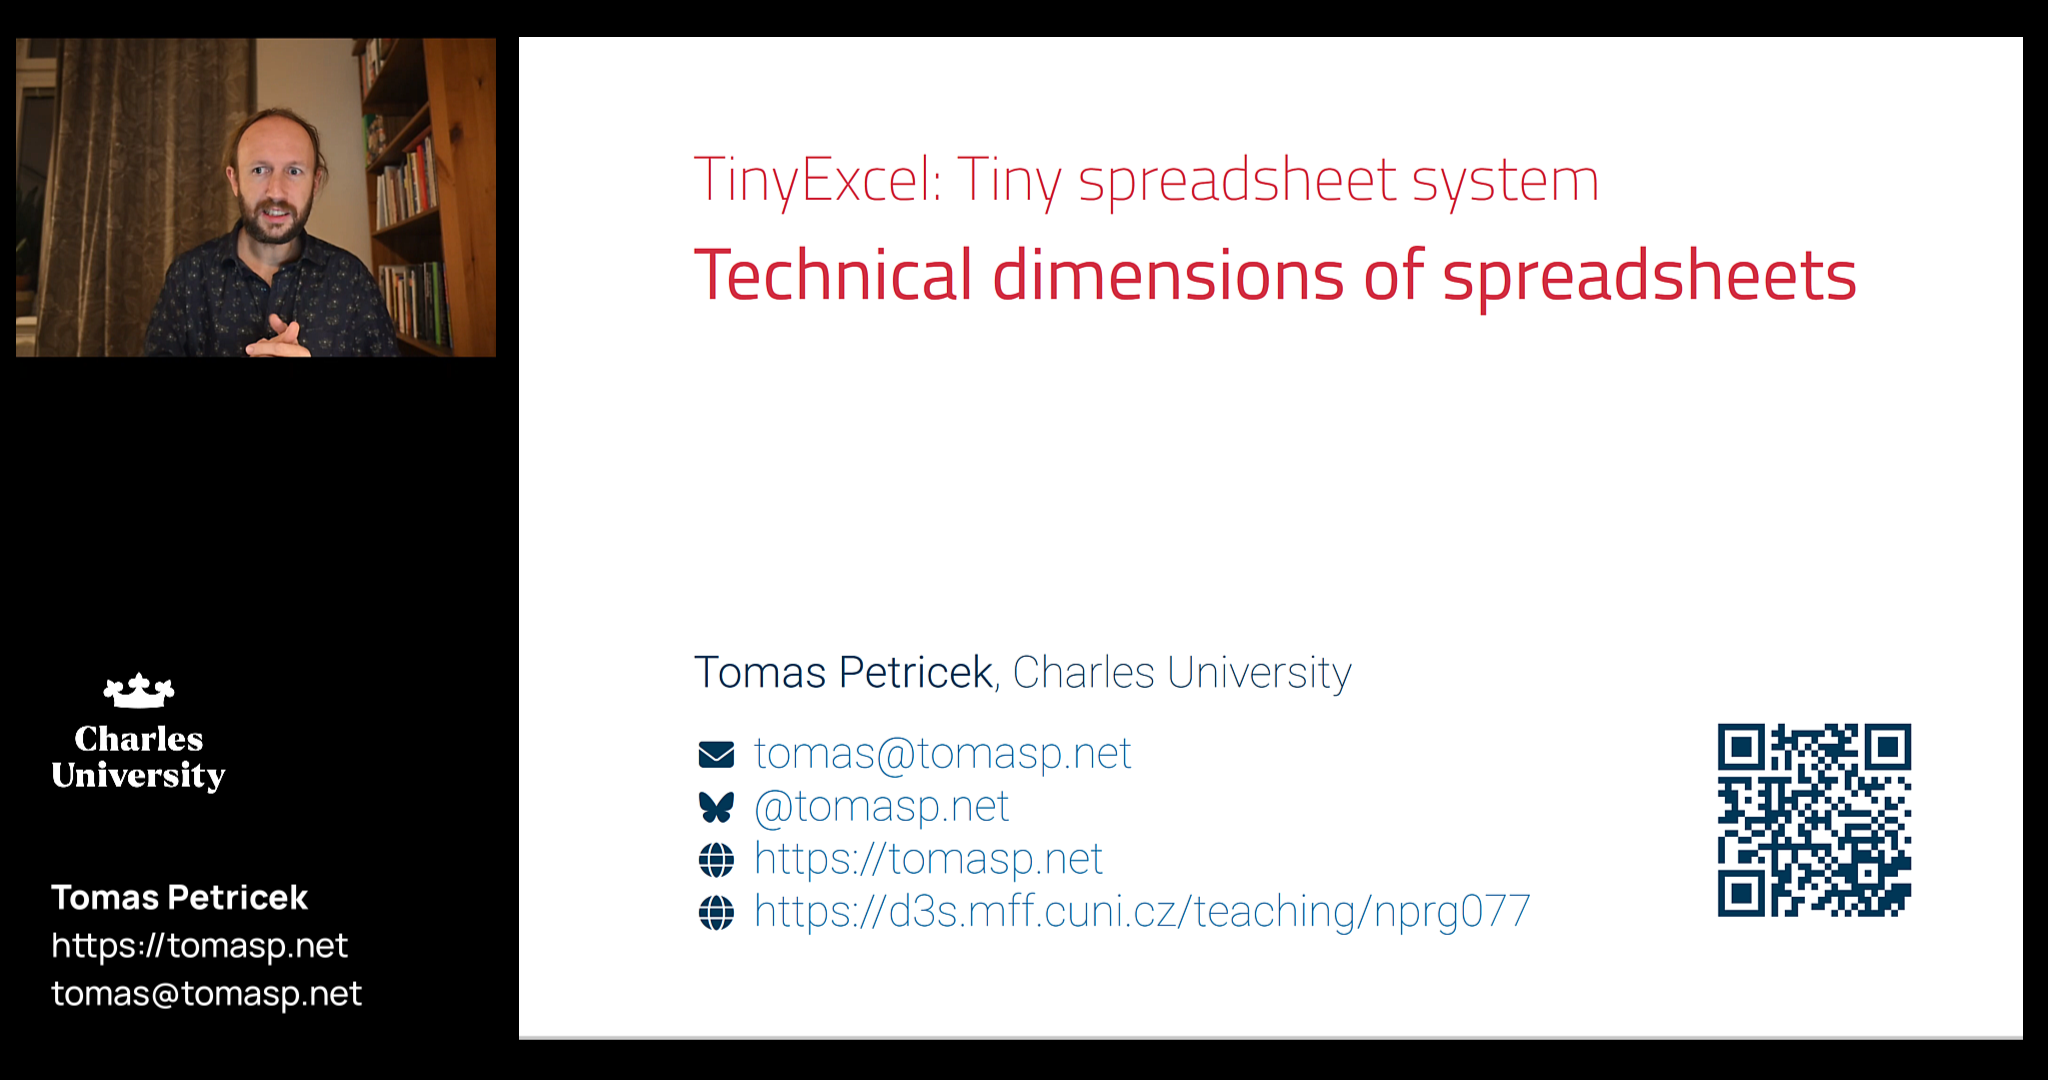 TinyExcel: Tiny spreadsheet system
Technical dimensions of spreadsheets
Tomas Petricek, Charles University
tomas@tomasp.net
@tomasp.net
https://tomasp.net
https://d3s.mff.cuni.cz/teaching/nprg077
Charles
University
Tomas Petricek
https://tomasp.net
tomas@tomasp.net